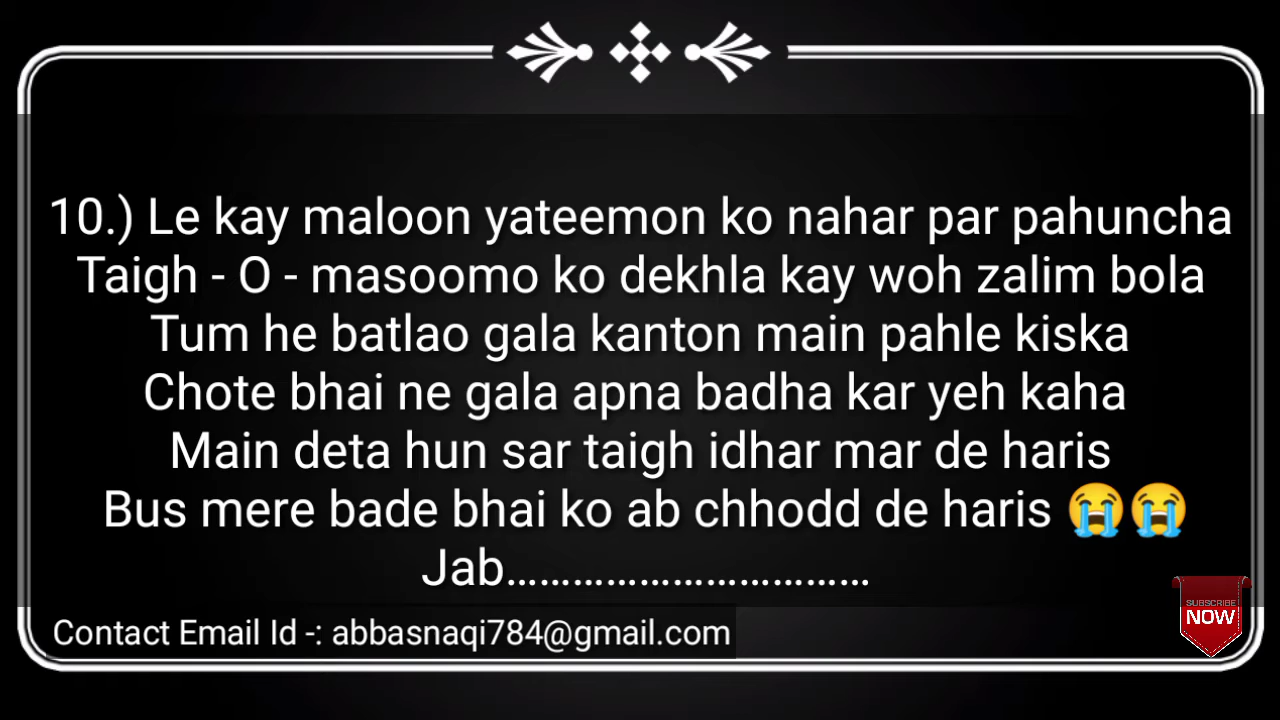 10.) Le kay maloon yateemon ko nahar par pahuncha
Taigh - O - masoomo ko dekhla kay woh zalim bola
Tum he batlao gala kanton main pahle kiska
Chote bhai ne gala apna badha kar yeh kaha
Main deta hun sar taigh idhar mar de haris
Bus mere bade bhai ko ab chhodd de haris 😭😭
Jab.................................
Contact Email Id -: abbasnaqi784@gmail.com
SUBSCRIBE
NOW